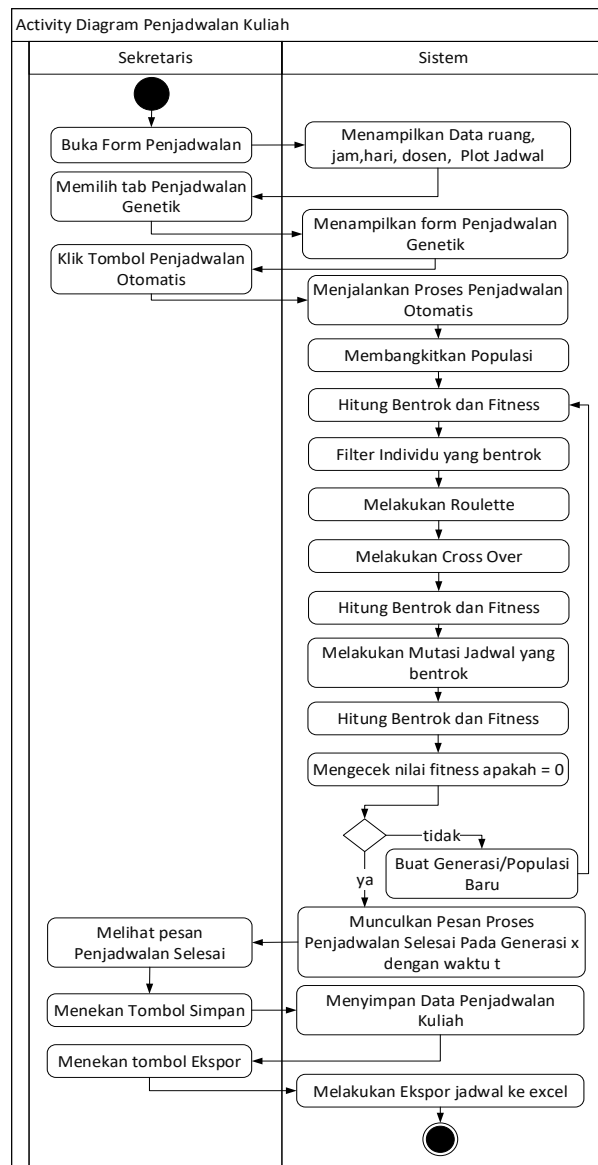 Activity Diagram Penjadwalan Kuliah
Sekretaris
Sistem
Buka Form Penjadwalan
Menampilkan Data ruang,
jam,hari, dosen, Plot Jadwal
Memilih tab Penjadwalan
Genetik
Menampilkan form Penjadwalan
Genetik
Klik Tombol Penjadwalan
Otomatis
Menjalankan Proses Penjadwalan
Otomatis
Membangkitkan Populasi
Hitung Bentrok dan Fitness
Filter Individu yang bentrok
Melakukan Roulette
Melakukan Cross Over
Hitung Bentrok dan Fitness
Melakukan Mutasi Jadwal yang
bentrok
Hitung Bentrok dan Fitness
Mengecek nilai fitness apakah = 0
tidak
Buat Generasi/Populasi
Baru
ya
Munculkan Pesan Proses
Penjadwalan Selesai Pada Generasi x
dengan waktu t
Melihat pesan
Penjadwalan Selesai
Menekan Tombol Simpan
Menyimpan Data Penjadwalan
Kuliah
Menekan tombol Ekspor
Melakukan Ekspor jadwal ke excel